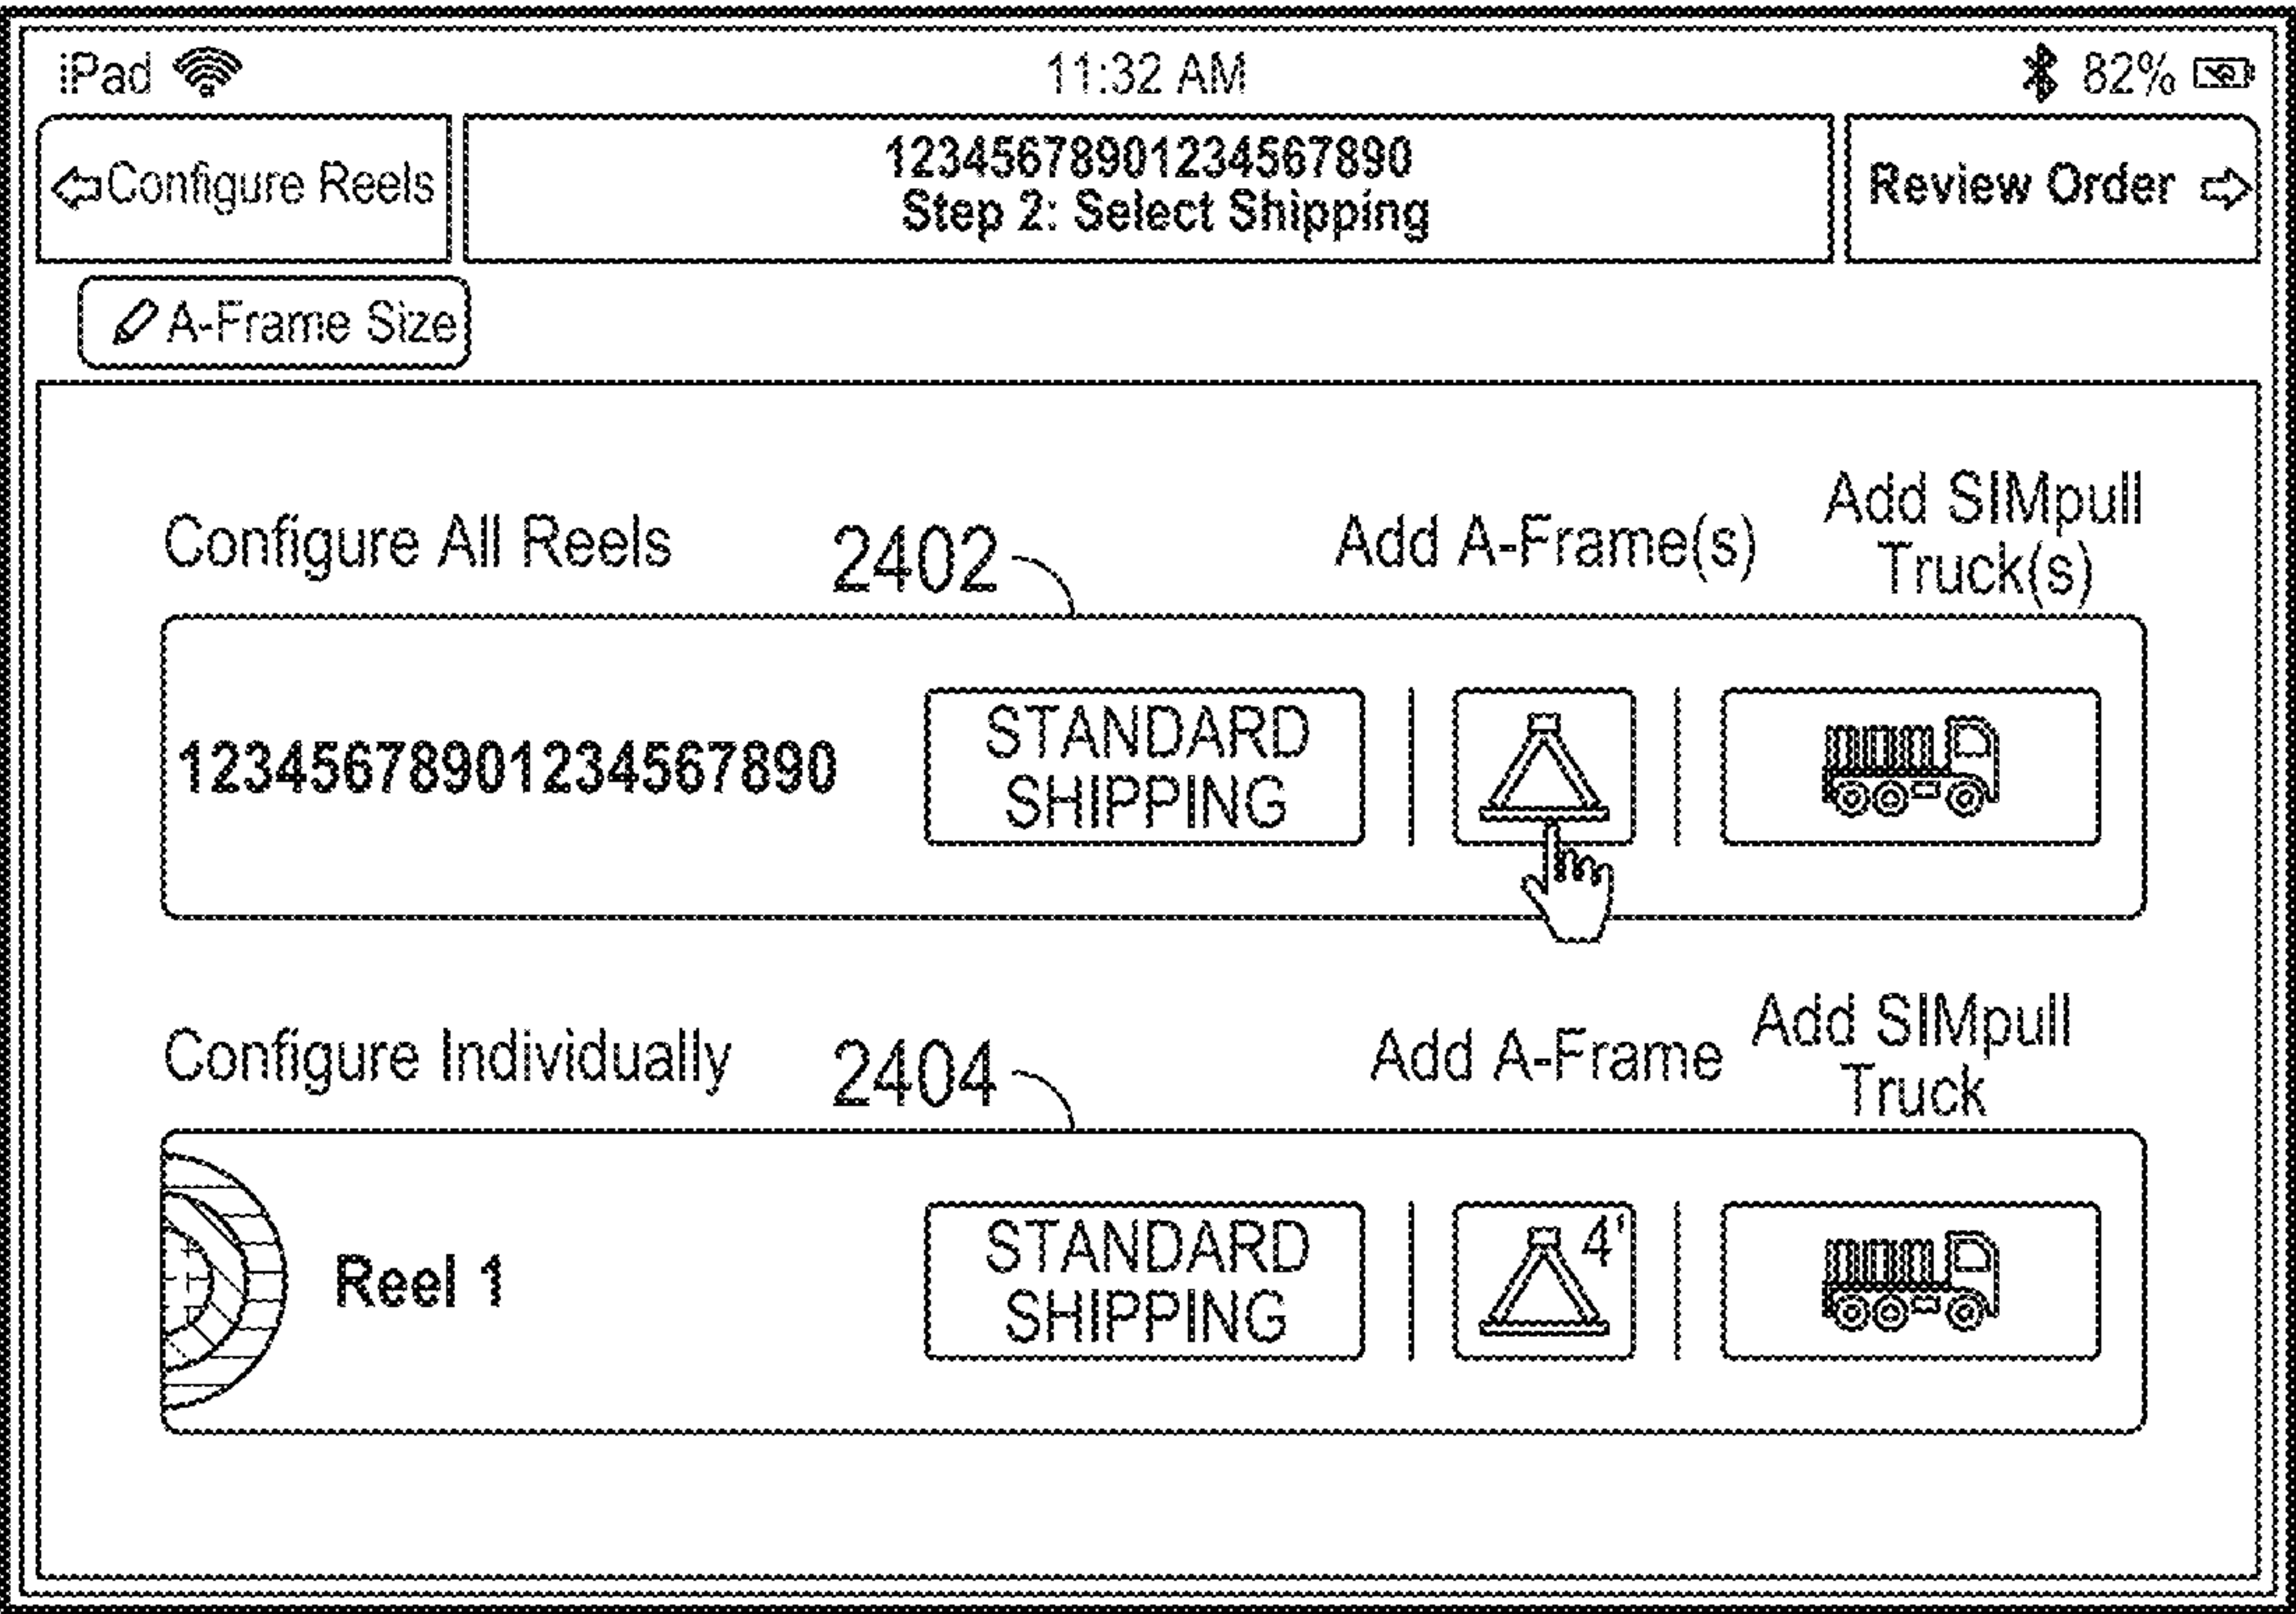 iPad 11:32 AM 82%
Configure Reels
12345678901234567890
Step 2: Select Shipping
Review Order
A-Frame Size
Configure All Reels
2402
Add A-Frame(s)
Add SIMpull
Truck(s)
12345678901234567890
STANDARD
SHIPPING
Configure Individually
2404
Add A-Frame
Add SIMpull
Truck
Reel 1
STANDARD
SHIPPING
4'